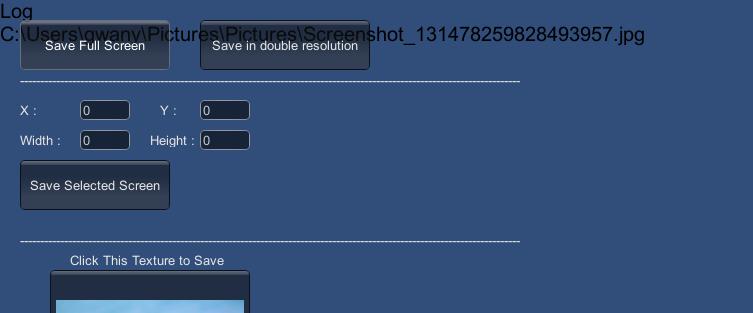 Log
C:\Users\qwanv\Pictures\Pictures\Screenshot_131478259828493957.jpg
Save Full Screen
Save in double resolution
X : 0 Y : 0
Width : 0 Height : 0
Save Selected Screen
Click This Texture to Save